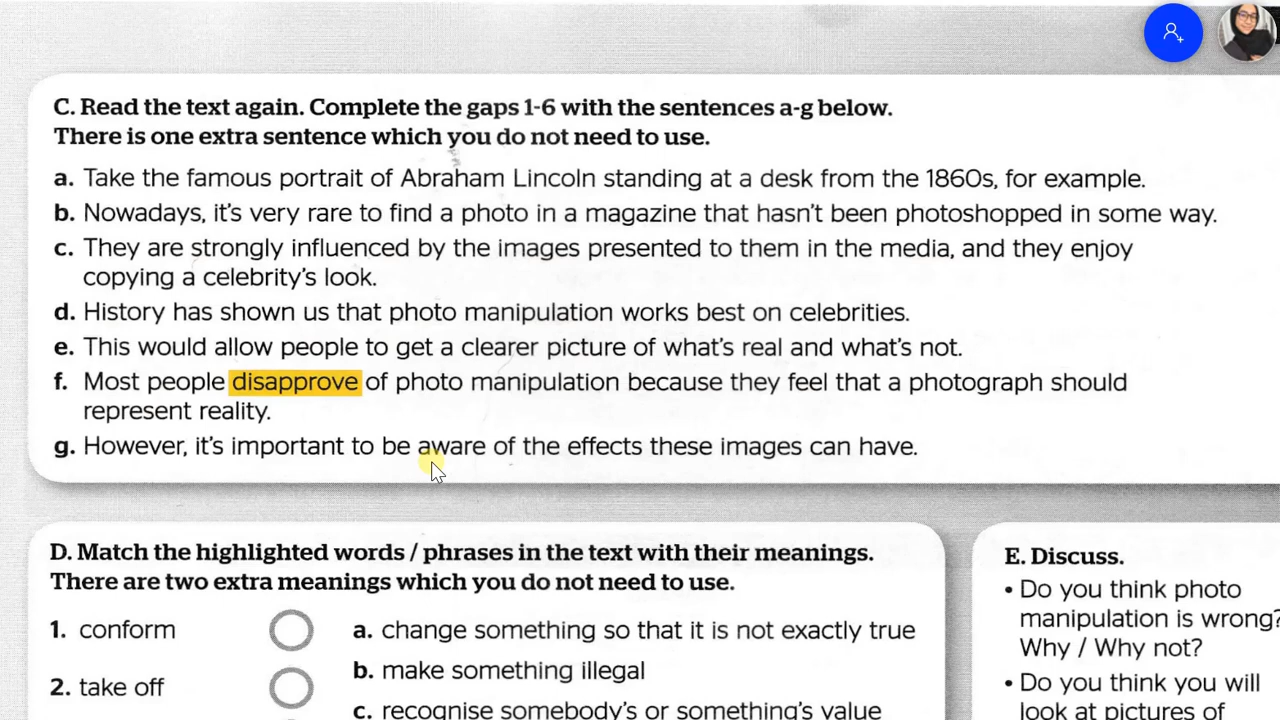 C. Read the text again. Complete the gaps 1-6 with the sentences a-g below.
There is one extra sentence which you do not need to use.
a. Take the famous portrait of Abraham Lincoln standing at a desk from the 1860s, for example.
b. Nowadays, it's very rare to find a photo in a magazine that hasn't been photoshopped in some way.
c. They are strongly influenced by the images presented to them in the media, and they enjoy
copying a celebrity's look.
d. History has shown us that photo manipulation works best on celebrities.
e. This would allow people to get a clearer picture of what's real and what's not.
f. Most people disapprove of photo manipulation because they feel that a photograph should
represent reality.
g. However, it's important to be aware of the effects these images can have.
D. Match the highlighted words / phrases in the text with their meanings.
There are two extra meanings which you do not need to use.
1. conform
2. take off
a. change something so that it is not exactly true
b. make something illegal
c. recognise somebody's or something's value
E. Discuss.
• Do you think photo
manipulation is wrong?
Why / Why not?
• Do you think you will
look at pictures of